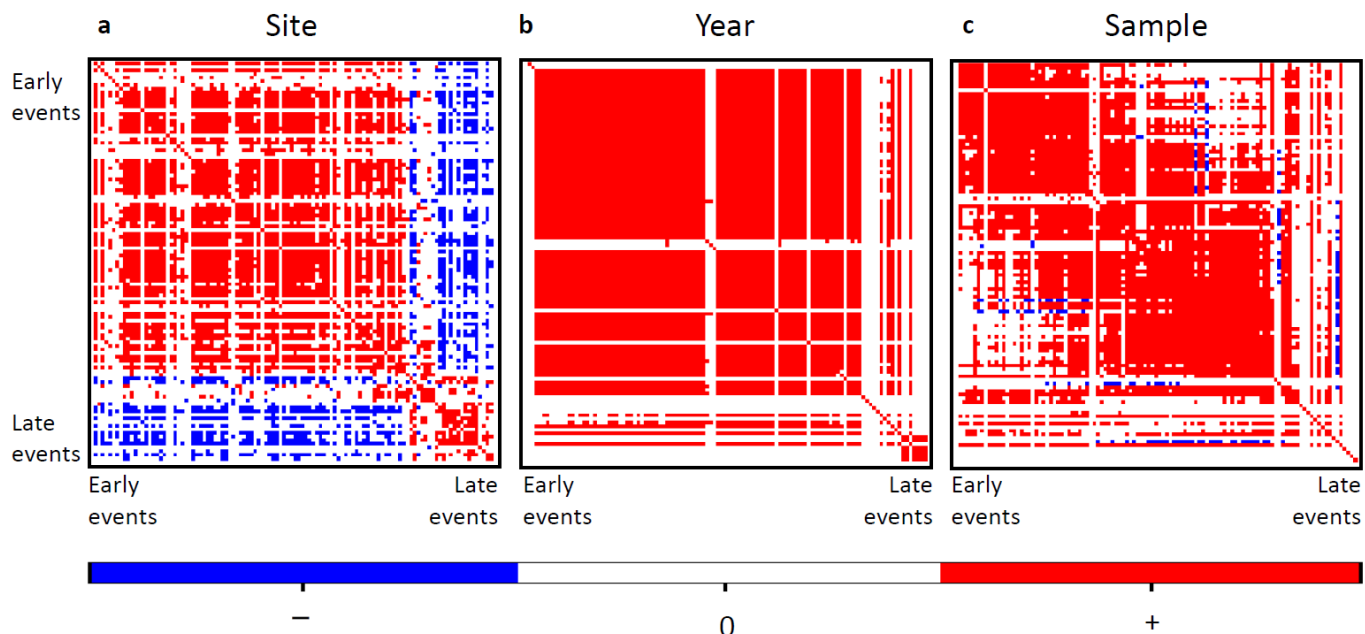 a Site b Year c Sample
Early
events
Late
events
Early Late Early Late Early Late
events events events events events events
− 0 +